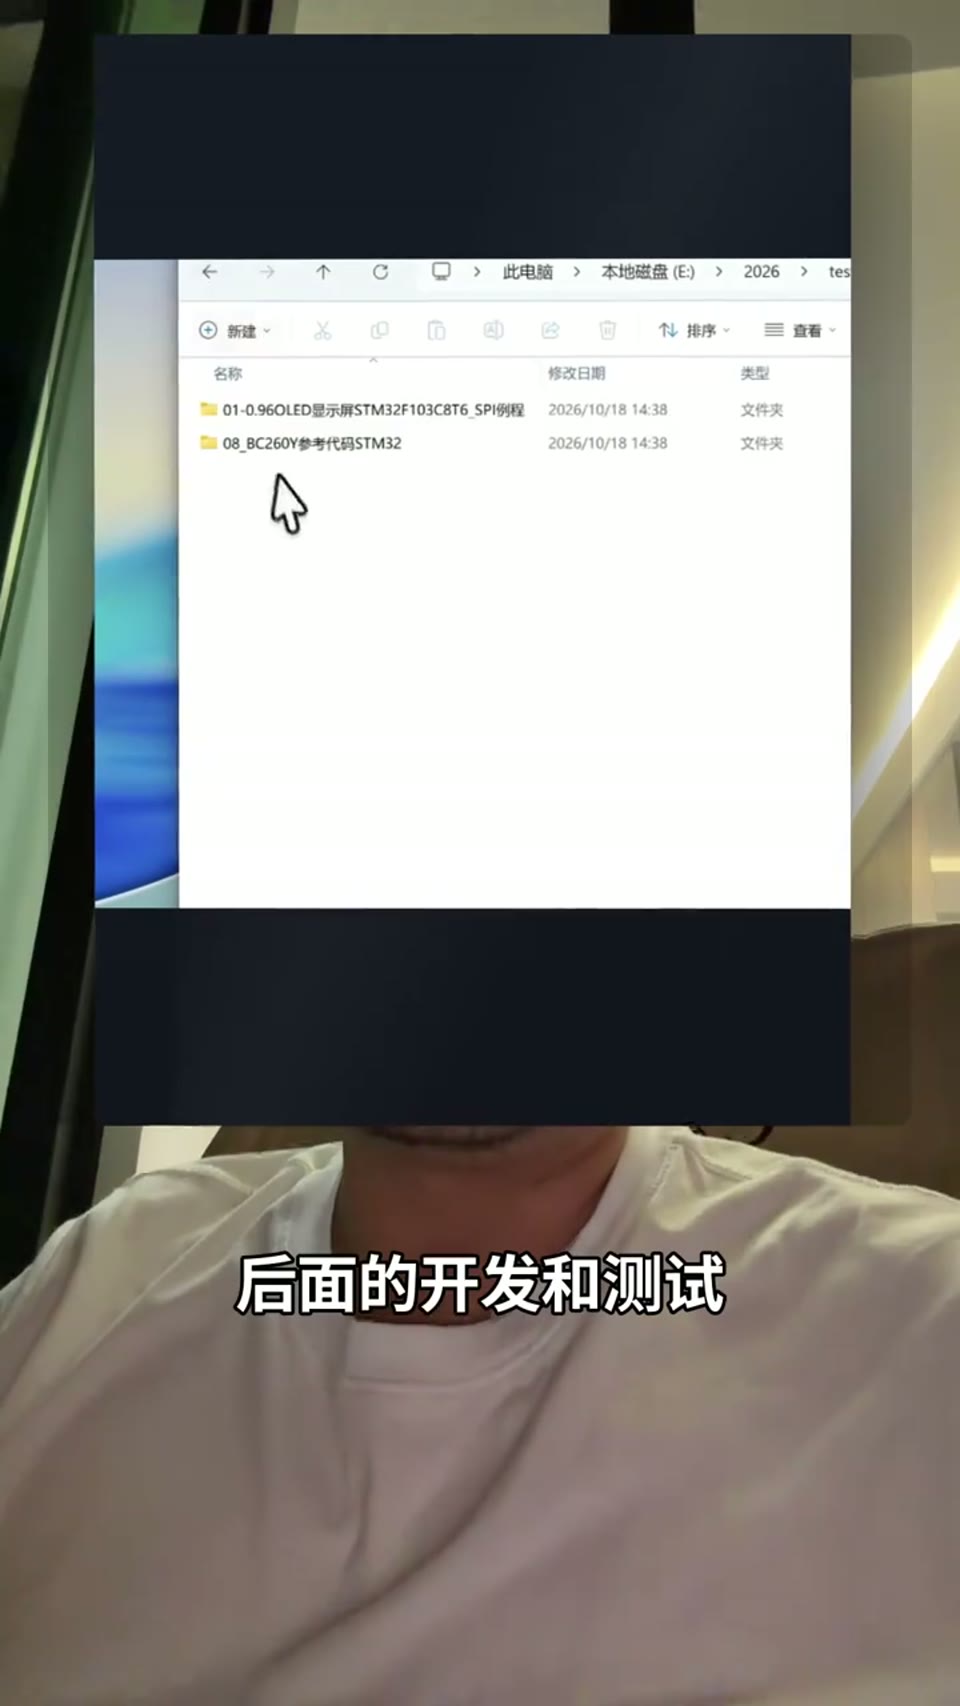 此电脑 > 本地磁盘 (E:) > 2026 > tes
新建 排序 查看
名称 修改日期 类型
01-0.96OLED显示屏STM32F103C8T6_SPI例程 2026/10/18 14:38 文件夹
08_BC260Y参考代码STM32 2026/10/18 14:38 文件夹
后面的开发和测试